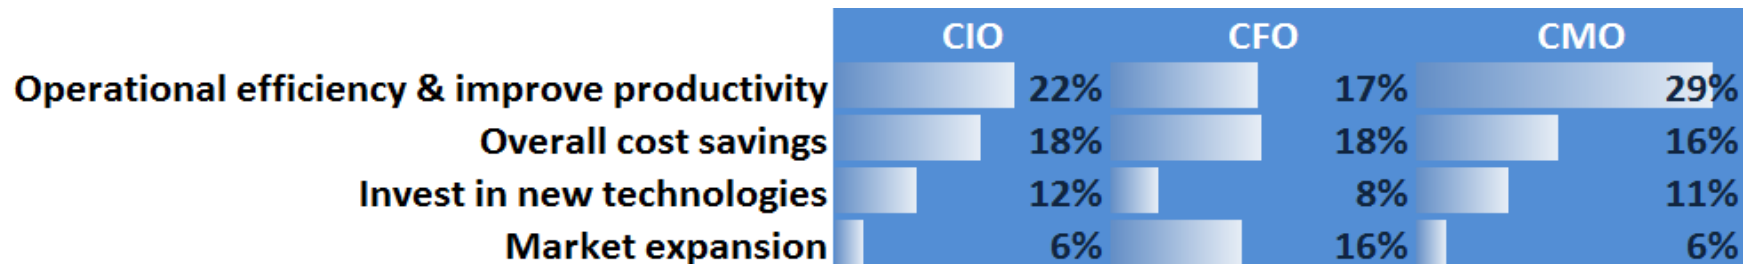 CIO CFO CMO
Operational efficiency & improve productivity 22% 17% 29%
Overall cost savings 18% 18% 16%
Invest in new technologies 12% 8% 11%
Market expansion 6% 16% 6%